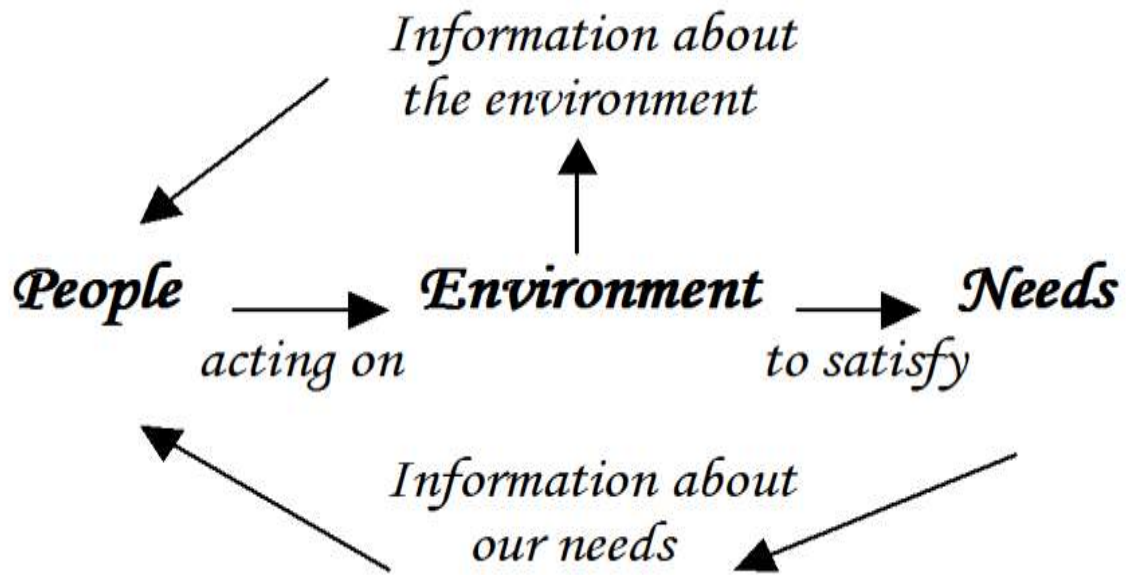 Information about
the environment
People
Environment
Needs
acting on
to satisfy
Information about
our needs